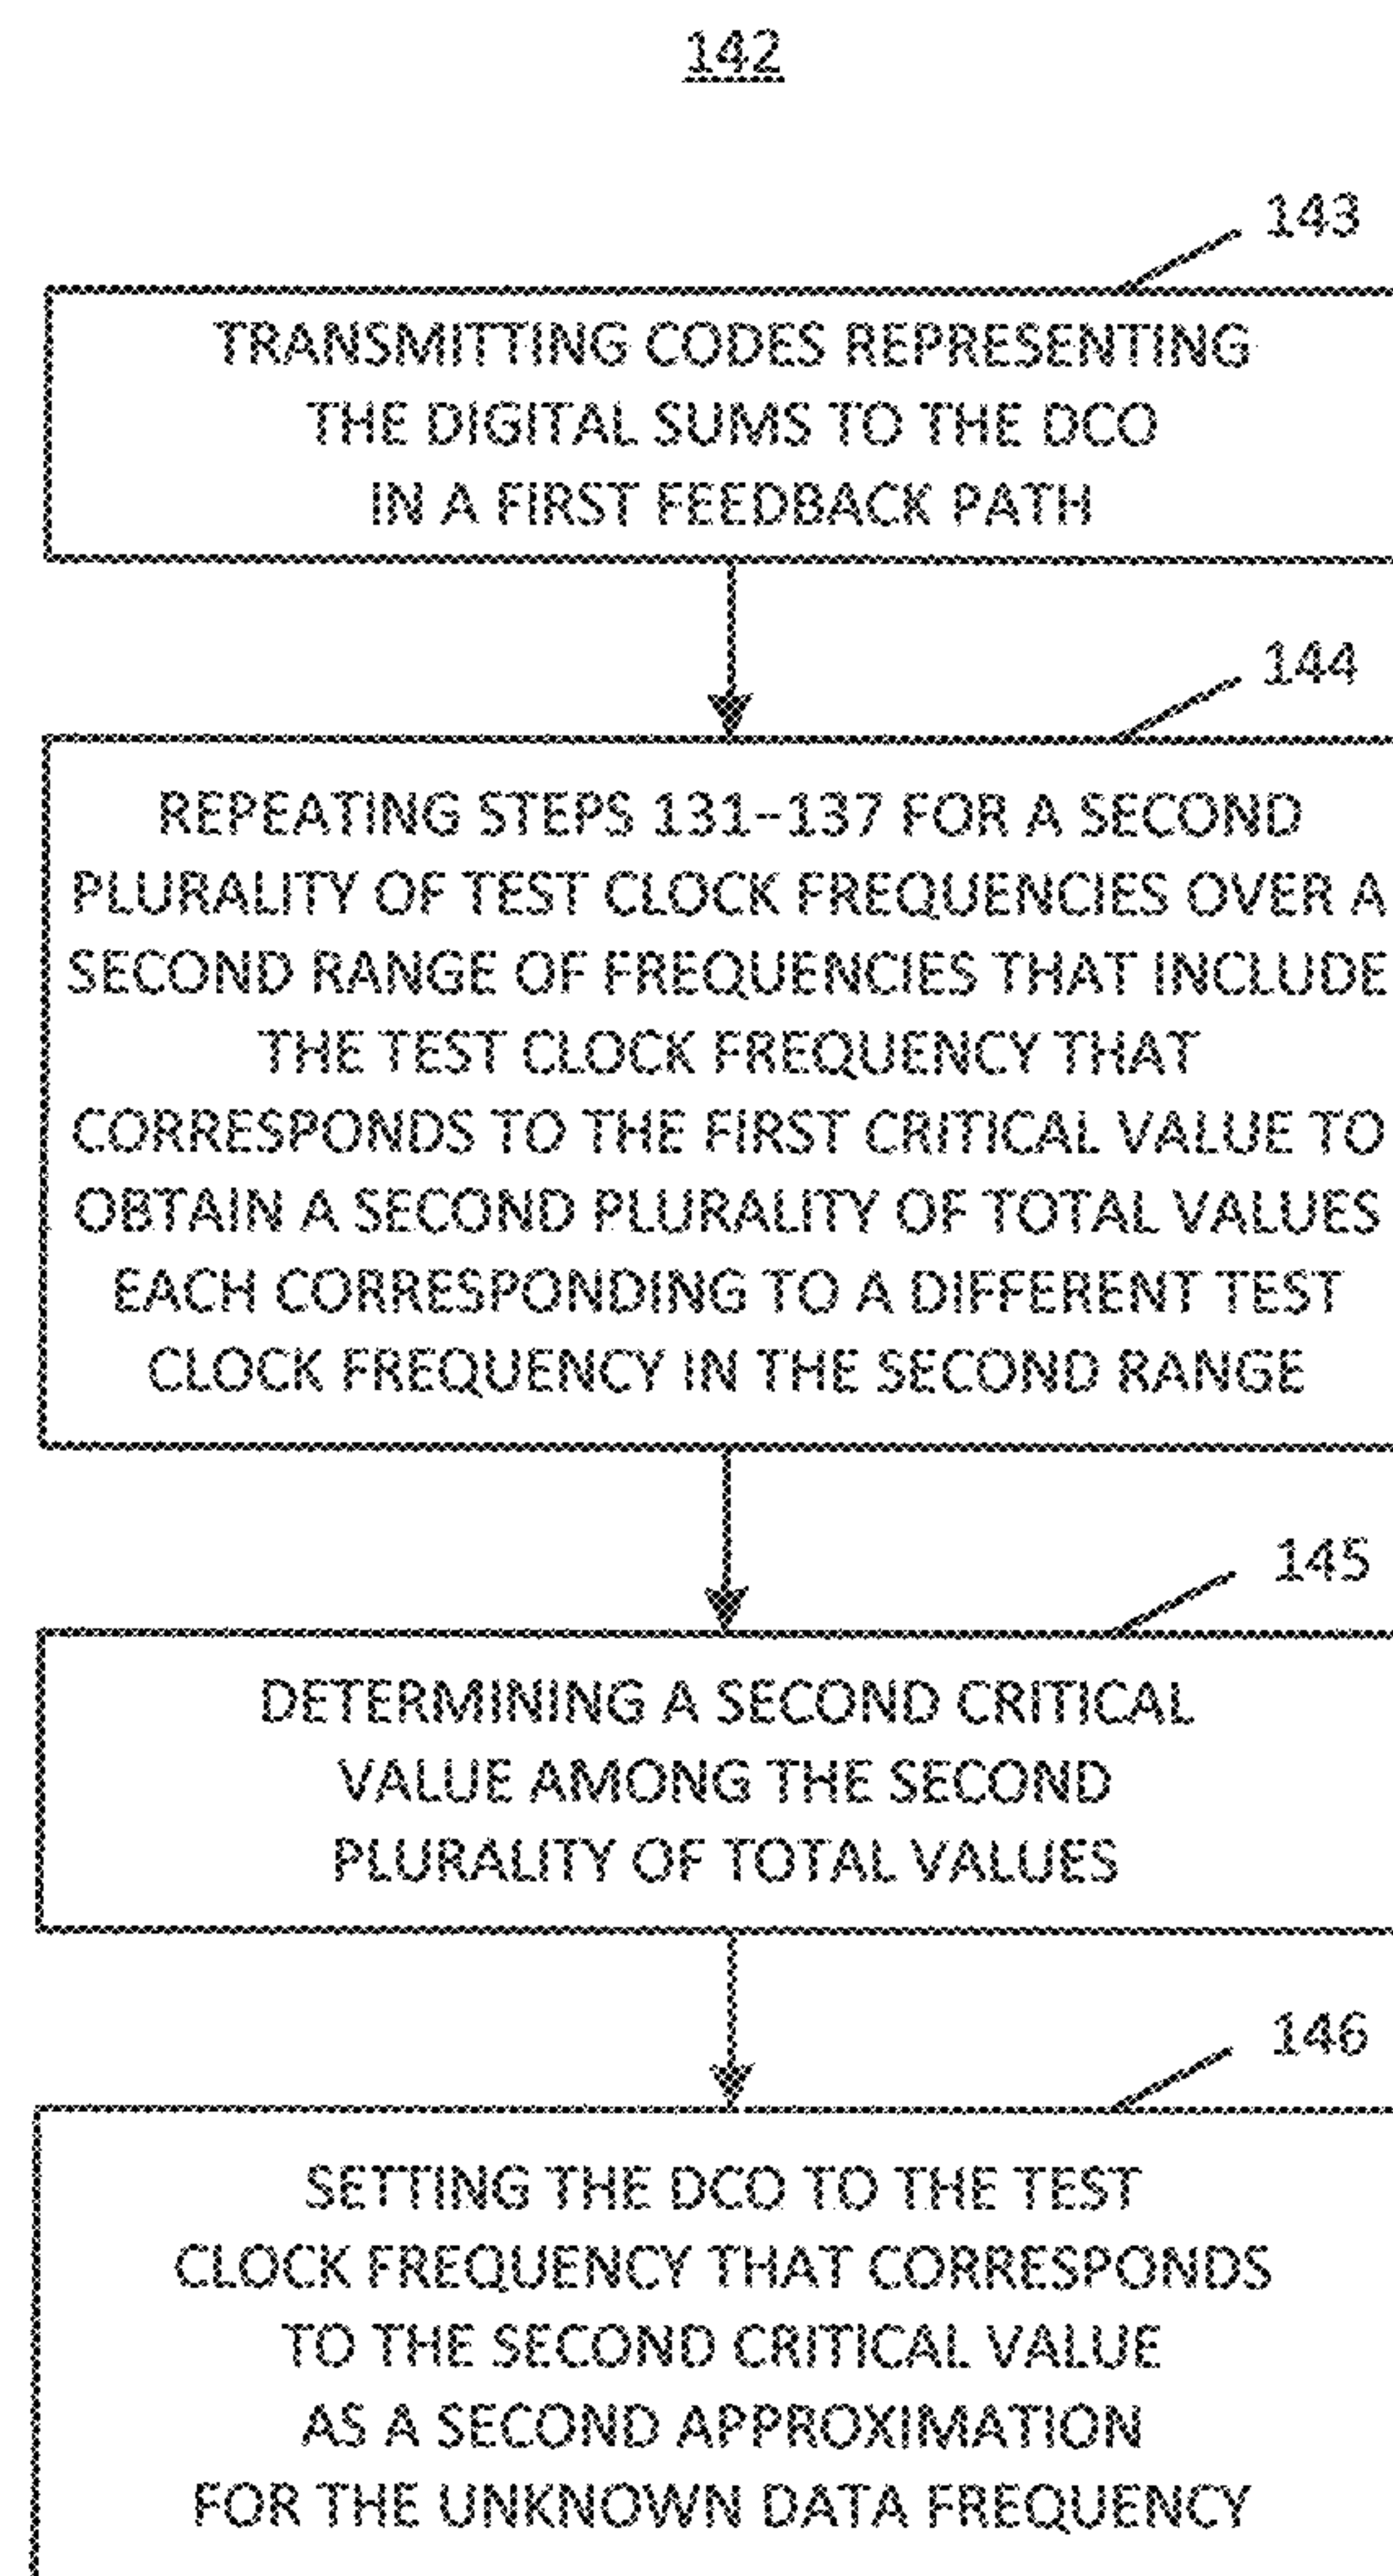 142
143
TRANSMITTING CODES REPRESENTING
THE DIGITAL SUMS TO THE DCO
IN A FIRST FEEDBACK PATH
144
REPEATING STEPS 131–137 FOR A SECOND
PLURALITY OF TEST CLOCK FREQUENCIES OVER A
SECOND RANGE OF FREQUENCIES THAT INCLUDE
THE TEST CLOCK FREQUENCY THAT
CORRESPONDS TO THE FIRST CRITICAL VALUE TO
OBTAIN A SECOND PLURALITY OF TOTAL VALUES
EACH CORRESPONDING TO A DIFFERENT TEST
CLOCK FREQUENCY IN THE SECOND RANGE
145
DETERMINING A SECOND CRITICAL
VALUE AMONG THE SECOND
PLURALITY OF TOTAL VALUES
146
SETTING THE DCO TO THE TEST
CLOCK FREQUENCY THAT CORRESPONDS
TO THE SECOND CRITICAL VALUE
AS A SECOND APPROXIMATION
FOR THE UNKNOWN DATA FREQUENCY